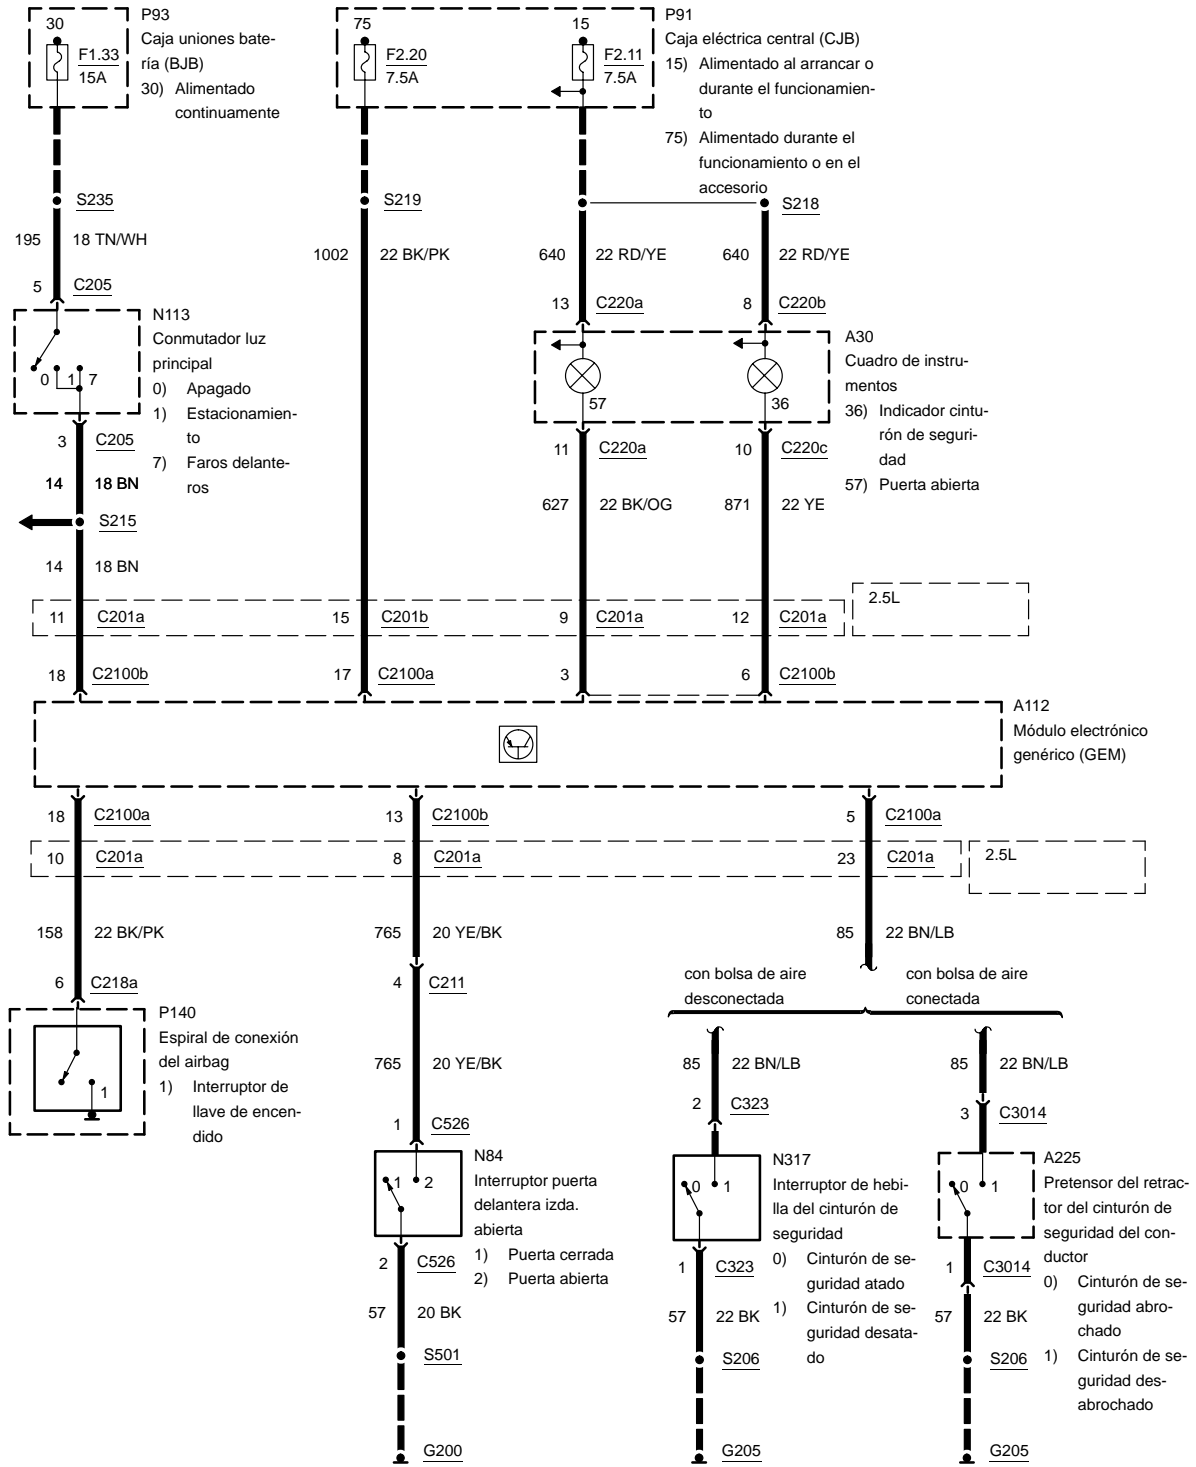 30
F1.33
15A
P93
Caja uniones bate-
ría (BJB)
30) Alimentado
continuamente
75
F2.20
7.5A
15
F2.11
7.5A
P91
Caja eléctrica central (CJB)
15) Alimentado al arrancar o
durante el funcionamien-
to
75) Alimentado durante el
funcionamiento o en el
accesorio
S235
S219
S218
195 18 TN/WH
1002 22 BK/PK
640 22 RD/YE
640 22 RD/YE
5 C205
13 C220a
8 C220b
N113
Conmutador luz
principal
0) Apagado
1) Estacionamien-
to
7) Faros delante-
ros
0 1 7
57
36
A30
Cuadro de instru-
mentos
36) Indicador cintu-
rón de seguri-
dad
57) Puerta abierta
3 C205
11 C220a
10 C220c
14 18 BN
627 22 BK/OG
871 22 YE
S215
14 18 BN
11 C201a
15 C201b
9 C201a
12 C201a
2.5L
18 C2100b
17 C2100a
3
6 C2100b
A112
Módulo electrónico
genérico (GEM)
18 C2100a
13 C2100b
5 C2100a
10 C201a
8 C201a
23 C201a
2.5L
158 22 BK/PK
765 20 YE/BK
85 22 BN/LB
6 C218a
4 C211
con bolsa de aire
desconectada
con bolsa de aire
conectada
P140
Espiral de conexión
del airbag
1) Interruptor de
llave de encen-
dido
1
765 20 YE/BK
85 22 BN/LB
85 22 BN/LB
1 C526
2 C323
3 C3014
N84
Interruptor puerta
delantera izda.
abierta
1) Puerta cerrada
2) Puerta abierta
1 2
N317
Interruptor de hebi-
lla del cinturón de
seguridad
0) Cinturón de se-
guridad atado
1) Cinturón de se-
guridad desata-
do
0 1
A225
Pretensor del retrac-
tor del cinturón de
seguridad del con-
ductor
0) Cinturón de se-
guridad abro-
chado
1) Cinturón de se-
guridad des-
abrochado
0 1
2 C526
1 C323
1 C3014
57 20 BK
57 22 BK
57 22 BK
S501
S206
S206
G200
G205
G205